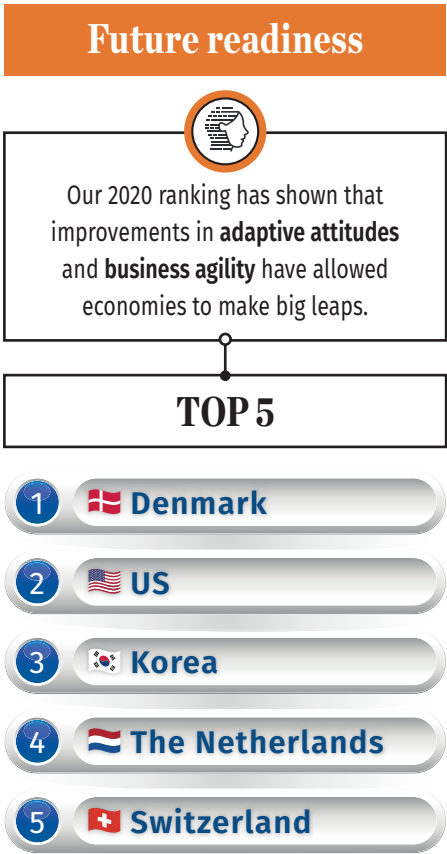 Future readiness
Our 2020 ranking has shown that
improvements in adaptive attitudes
and business agility have allowed
economies to make big leaps.
TOP 5
1 Denmark
2 US
3 Korea
4 The Netherlands
5 Switzerland